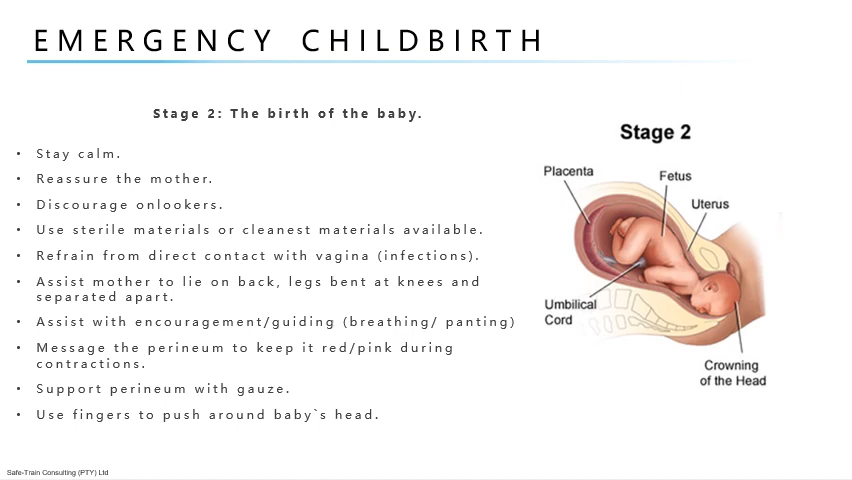 EMERGENCY CHILDBIRTH
Stage 2: The birth of the baby.
• Stay calm.
• Reassure the mother.
• Discourage onlookers.
• Use sterile materials or cleanest materials available.
• Refrain from direct contact with vagina (infections).
• Assist mother to lie on back, legs bent at knees and
separated apart.
• Assist with encouragement/guiding (breathing/ panting)
• Message the perineum to keep it red/pink during
contractions.
• Support perineum with gauze.
• Use fingers to push around baby`s head.
Stage 2
Placenta
Fetus
Uterus
Umbilical
Cord
Crowning
of the Head
Safe-Train Consulting (PTY) Ltd